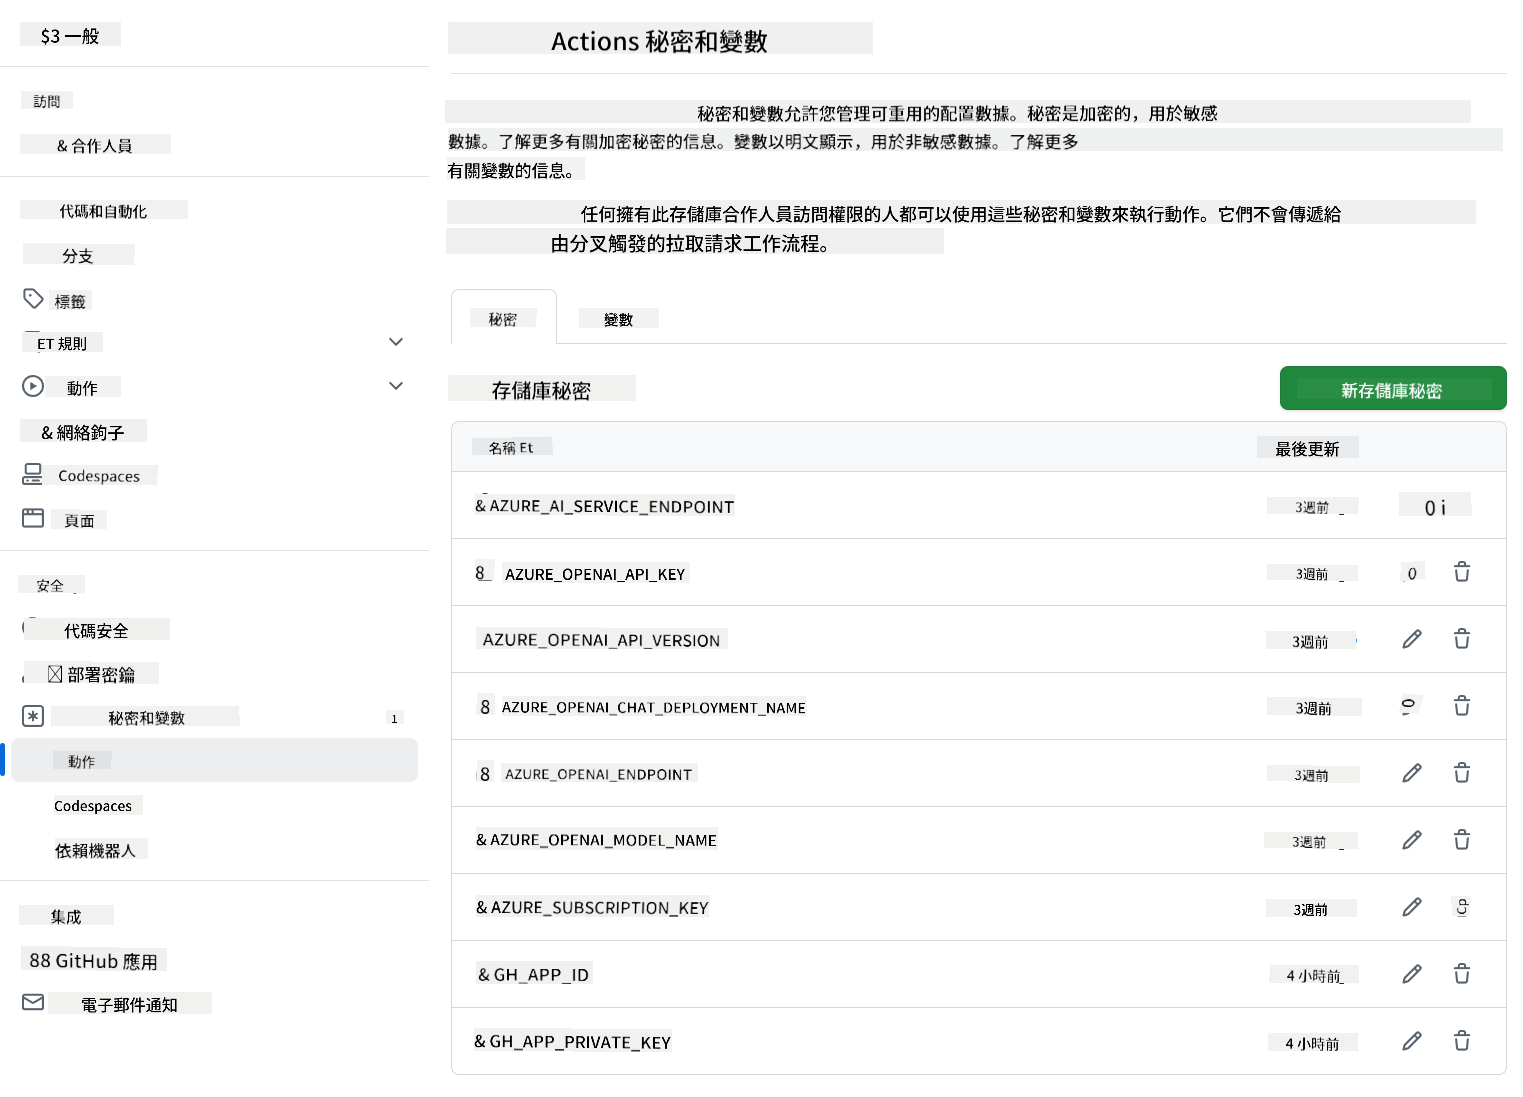 $3 一般
訪問
& 合作人員
代碼和自動化
分支
標籤
ET 規則
動作
& 網絡鉤子
Codespaces
頁面
安全
代碼安全
部署密鑰
秘密和變數 1
動作
Codespaces
依賴機器人
集成
88 GitHub 應用
電子郵件通知
Actions 秘密和變數
秘密和變數允許您管理可重用的配置數據。秘密是加密的，用於敏感
數據。了解更多有關加密秘密的信息。變數以明文顯示，用於非敏感數據。了解更多
有關變數的信息。
任何擁有此存儲庫合作人員訪問權限的人都可以使用這些秘密和變數來執行動作。它們不會傳遞給
由分叉觸發的拉取請求工作流程。
秘密 變數
存儲庫秘密 新存儲庫秘密
名稱 Et 最後更新
& AZURE_AI_SERVICE_ENDPOINT 3週前 0 i
8 AZURE_OPENAI_API_KEY 3週前 0
AZURE_OPENAI_API_VERSION 3週前
8 AZURE_OPENAI_CHAT_DEPLOYMENT_NAME 3週前
8 AZURE_OPENAI_ENDPOINT 3週前
& AZURE_OPENAI_MODEL_NAME 3週前
& AZURE_SUBSCRIPTION_KEY 3週前
& GH_APP_ID 4 小時前
& GH_APP_PRIVATE_KEY 4 小時前